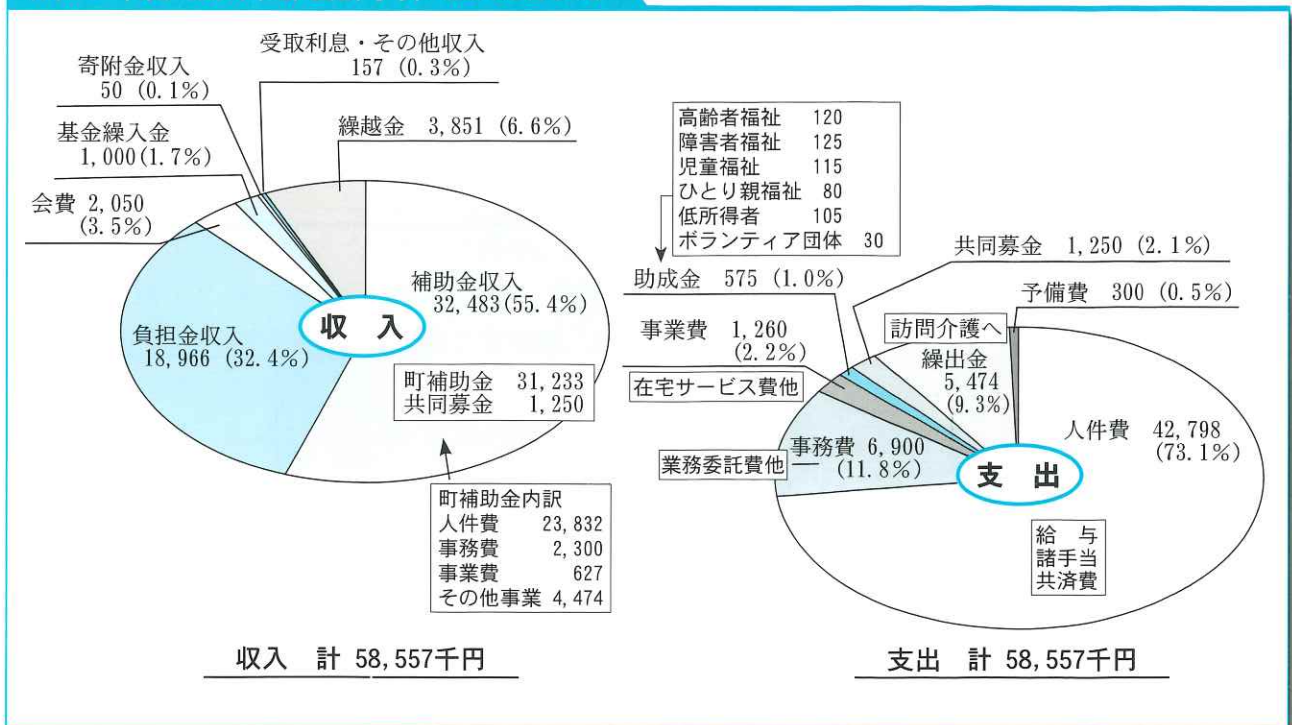 受取利息・その他収入
157 (0.3%)
寄附金収入
50 (0.1%)
基金繰入金
1,000(1.7%)
会費 2,050
(3.5%)
繰越金 3,851 (6.6%)
補助金収入
32,483(55.4%)
負担金収入
18,966 (32.4%)
収 入
町補助金 31,233
共同募金 1,250
町補助金内訳
人件費 23,832
事務費 2,300
事業費 627
その他事業 4,474
収入 計 58,557千円
高齢者福祉 120
障害者福祉 125
児童福祉 115
ひとり親福祉 80
低所得者 105
ボランティア団体 30
共同募金 1,250 (2.1%)
助成金 575 (1.0%)
予備費 300 (0.5%)
事業費 1,260
(2.2%)
訪問介護へ
繰出金
5,474
(9.3%)
在宅サービス費他
人件費 42,798
(73.1%)
事務費 6,900
(11.8%)
業務委託費他
支 出
給 与
諸手当
共済費
支出 計 58,557千円